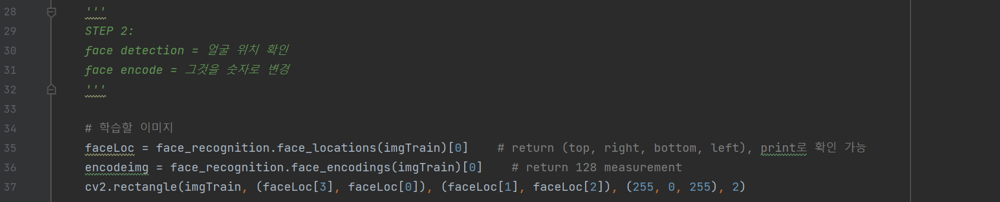 28 '''
29 STEP 2:
30 face detection = 얼굴 위치 확인
31 face encode = 그것을 숫자로 변경
32 '''
33
34 # 학습할 이미지
35 faceLoc = face_recognition.face_locations(imgTrain)[0]    # return (top, right, bottom, left), print로 확인 가능
36 encodeimg = face_recognition.face_encodings(imgTrain)[0]    # return 128 measurement
37 cv2.rectangle(imgTrain, (faceLoc[3], faceLoc[0]), (faceLoc[1], faceLoc[2]), (255, 0, 255), 2)